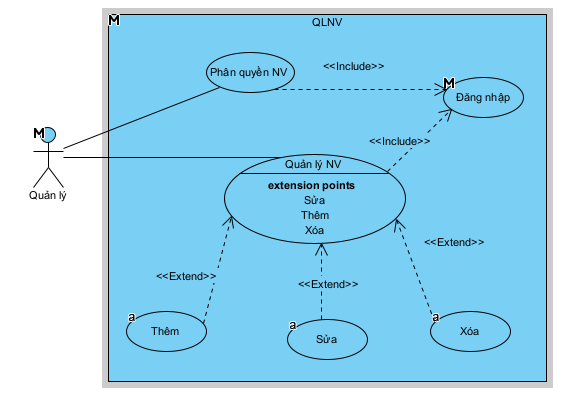 M
QLNV
Phân quyền NV
<<Include>>
M
Đăng nhập
M
Quản lý
<<Include>>
Quản lý NV
extension points
Sửa
Thêm
Xóa
<<Extend>>
<<Extend>>
<<Extend>>
a
Thêm
a
Sửa
a
Xóa